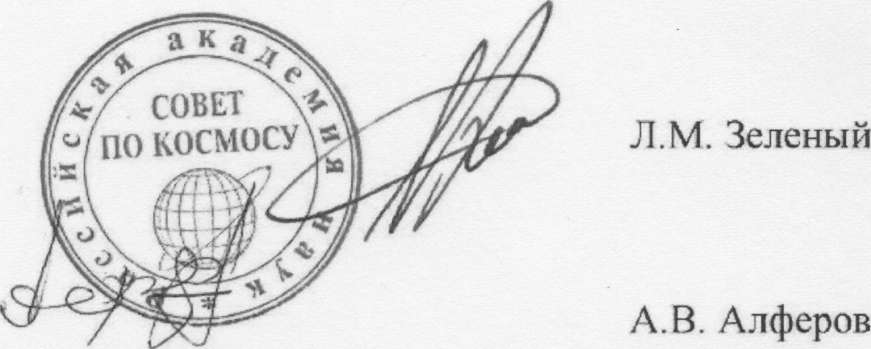 Российская академия наук *
СОВЕТ
ПО КОСМОСУ
Л.М. Зеленый
А.В. Алферов